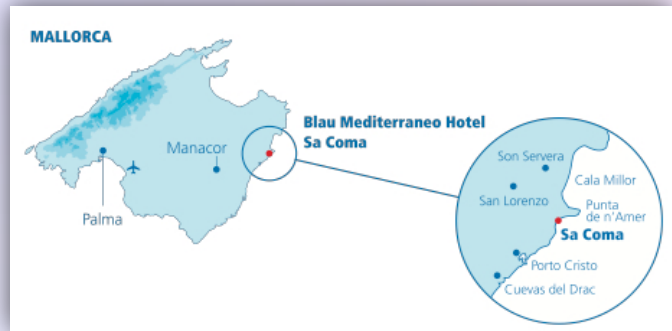 MALLORCA
Blau Mediterraneo Hotel
Sa Coma
Manacor
Palma
Son Servera
Cala Millor
San Lorenzo
Punta
de n'Amer
Sa Coma
Porto Cristo
Cuevas del Drac